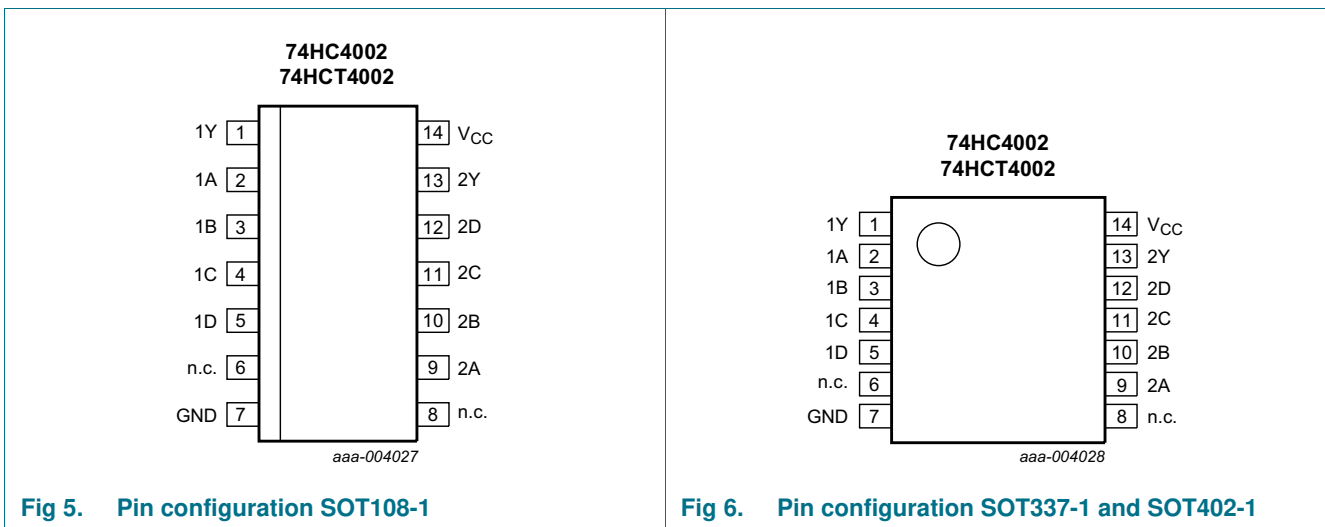 74HC4002
74HCT4002
1Y 1 14 VCC
1A 2 13 2Y
1B 3 12 2D
1C 4 11 2C
1D 5 10 2B
n.c. 6 9 2A
GND 7 8 n.c.
aaa-004027
Fig 5. Pin configuration SOT108-1
74HC4002
74HCT4002
1Y 1 14 VCC
1A 2 13 2Y
1B 3 12 2D
1C 4 11 2C
1D 5 10 2B
n.c. 6 9 2A
GND 7 8 n.c.
aaa-004028
Fig 6. Pin configuration SOT337-1 and SOT402-1